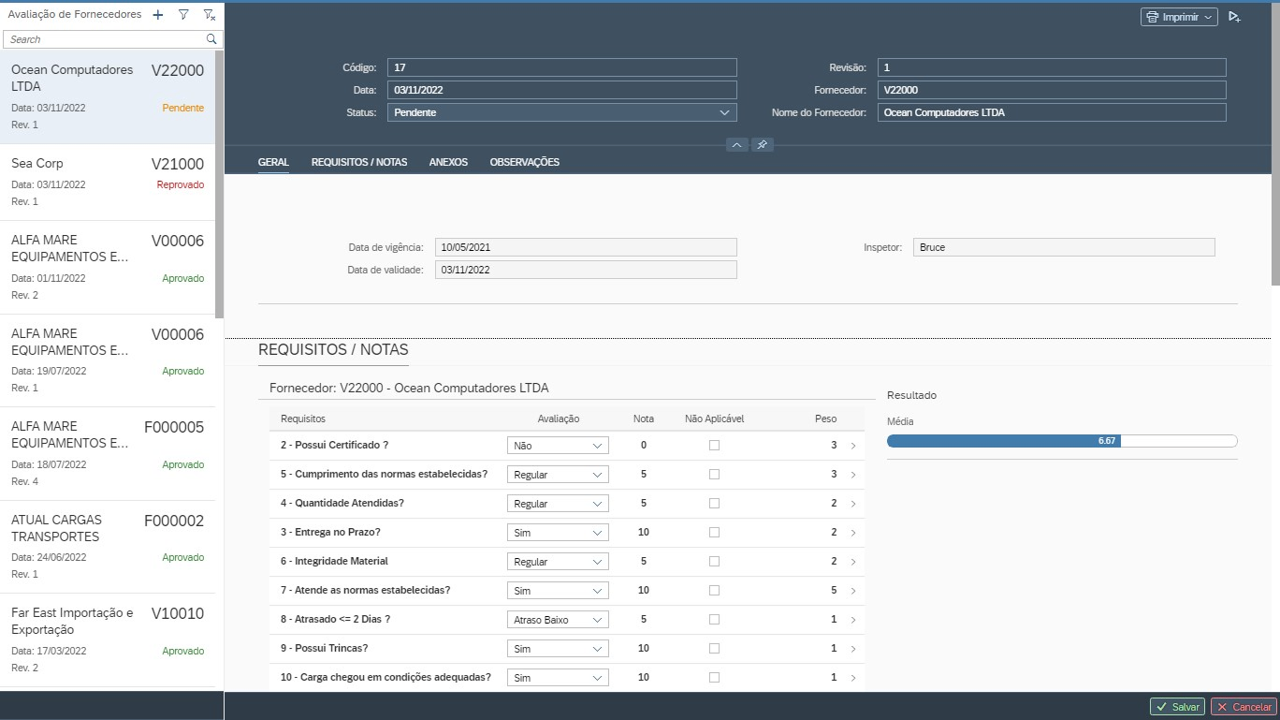 Avaliação de Fornecedores
Search
Ocean Computadores LTDA
V22000
Data: 03/11/2022
Pendente
Rev. 1
Sea Corp
V21000
Data: 03/11/2022
Reprovado
Rev. 1
ALFA MARE EQUIPAMENTOS E...
V00006
Data: 01/11/2022
Aprovado
Rev. 2
ALFA MARE EQUIPAMENTOS E...
V00006
Data: 19/07/2022
Aprovado
Rev. 1
ALFA MARE EQUIPAMENTOS E...
F000005
Data: 18/07/2022
Aprovado
Rev. 4
ATUAL CARGAS TRANSPORTES
F000002
Data: 24/06/2022
Aprovado
Rev. 1
Far East Importação e Exportação
V10010
Data: 17/03/2022
Aprovado
Rev. 2
Imprimir
Código: 17
Revisão: 1
Data: 03/11/2022
Fornecedor: V22000
Status: Pendente
Nome do Fornecedor: Ocean Computadores LTDA
GERAL REQUISITOS / NOTAS ANEXOS OBSERVAÇÕES
Data de vigência: 10/05/2021
Inspetor: Bruce
Data de validade: 03/11/2022
REQUISITOS / NOTAS
Fornecedor: V22000 - Ocean Computadores LTDA
Requisitos Avaliação Nota Não Aplicável Peso
2 - Possui Certificado ? Não 0 3
5 - Cumprimento das normas estabelecidas? Regular 5 3
4 - Quantidade Atendidas? Regular 5 2
3 - Entrega no Prazo? Sim 10 2
6 - Integridade Material Regular 5 2
7 - Atende as normas estabelecidas? Sim 10 5
8 - Atrasado <= 2 Dias ? Atraso Baixo 5 1
9 - Possui Trincas? Sim 10 1
10 - Carga chegou em condições adequadas? Sim 10 1
Resultado
Média
6.67
Salvar Cancelar